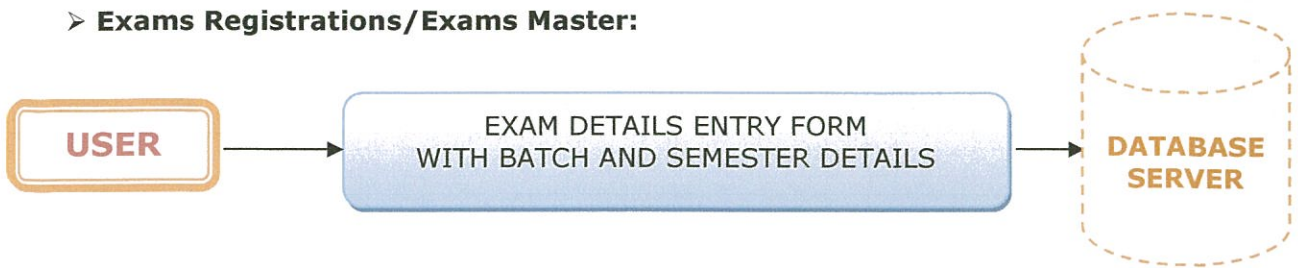 ➢ Exams Registrations/Exams Master:
USER
EXAM DETAILS ENTRY FORM
WITH BATCH AND SEMESTER DETAILS
DATABASE
SERVER